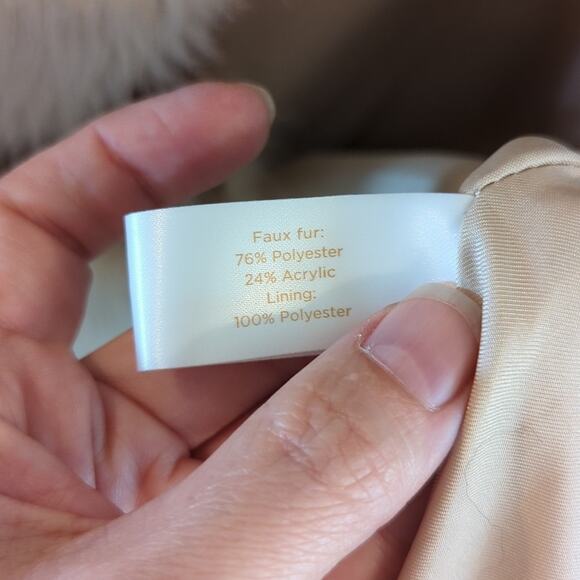 Faux fur:
76% Polyester
24% Acrylic
Lining:
100% Polyester